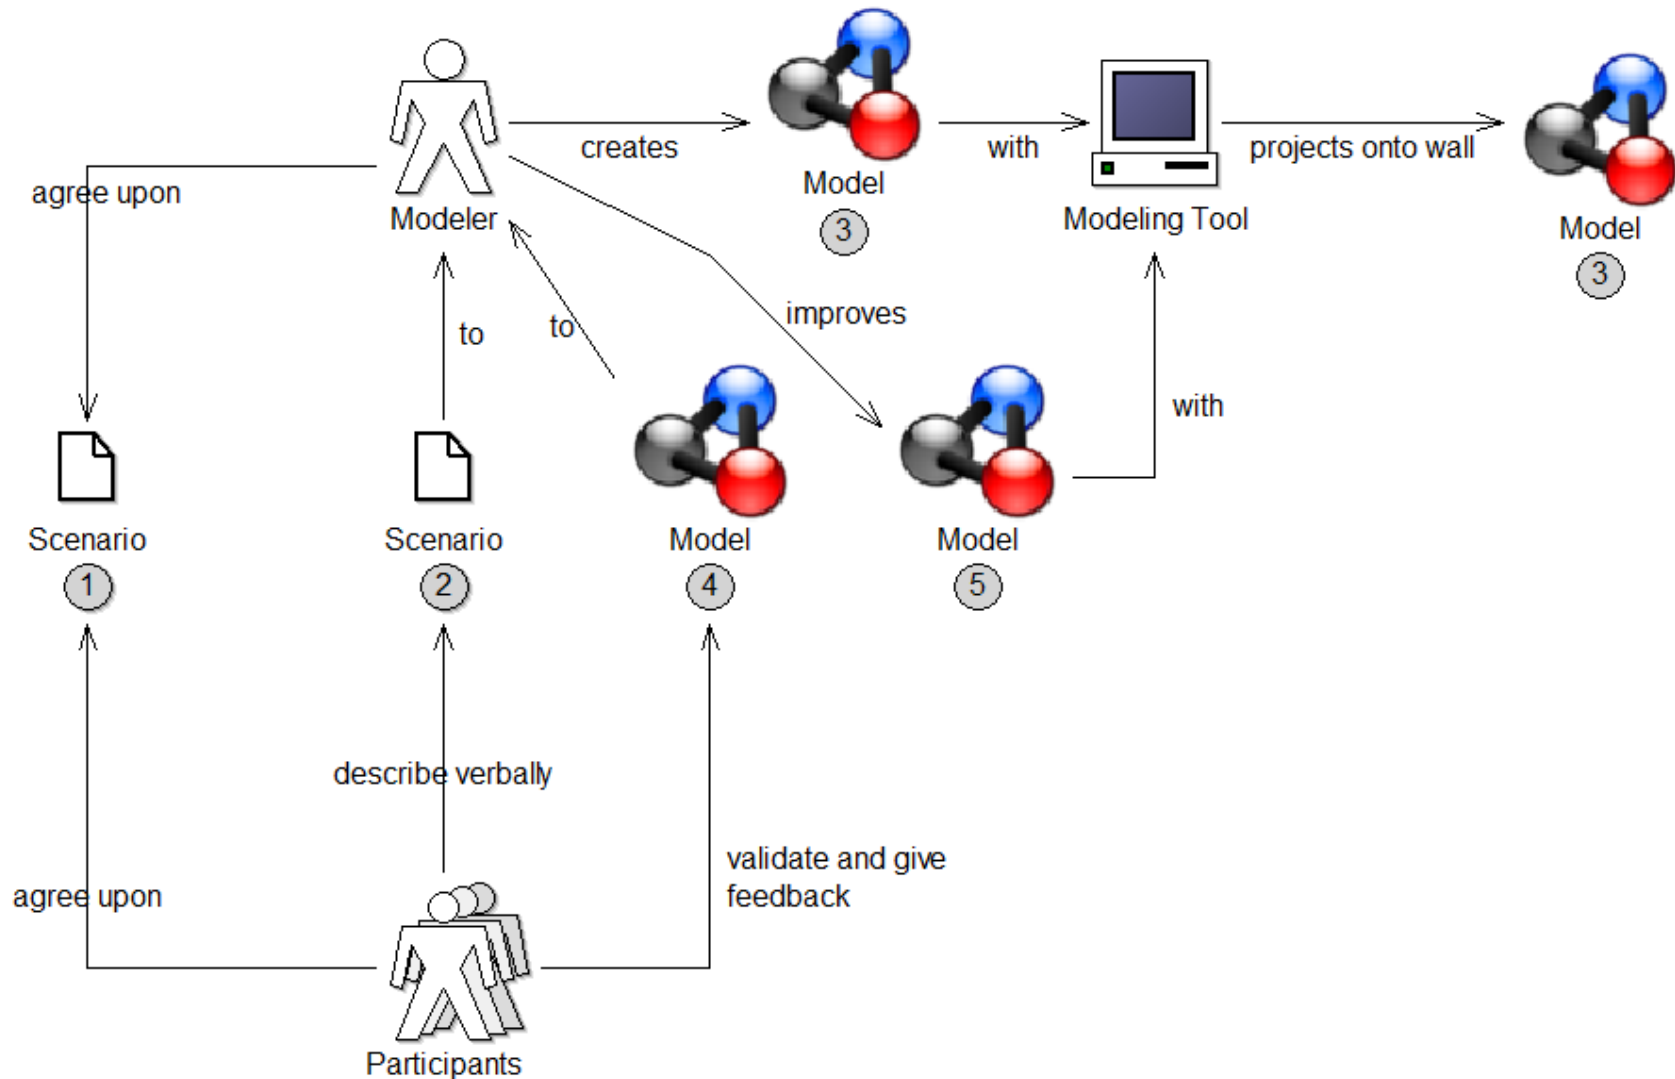 creates
with
projects onto wall
agree upon
Model
3
Modeler
Modeling Tool
Model
3
to
to
improves
with
Scenario
1
Scenario
2
Model
4
Model
5
describe verbally
agree upon
validate and give
feedback
Participants